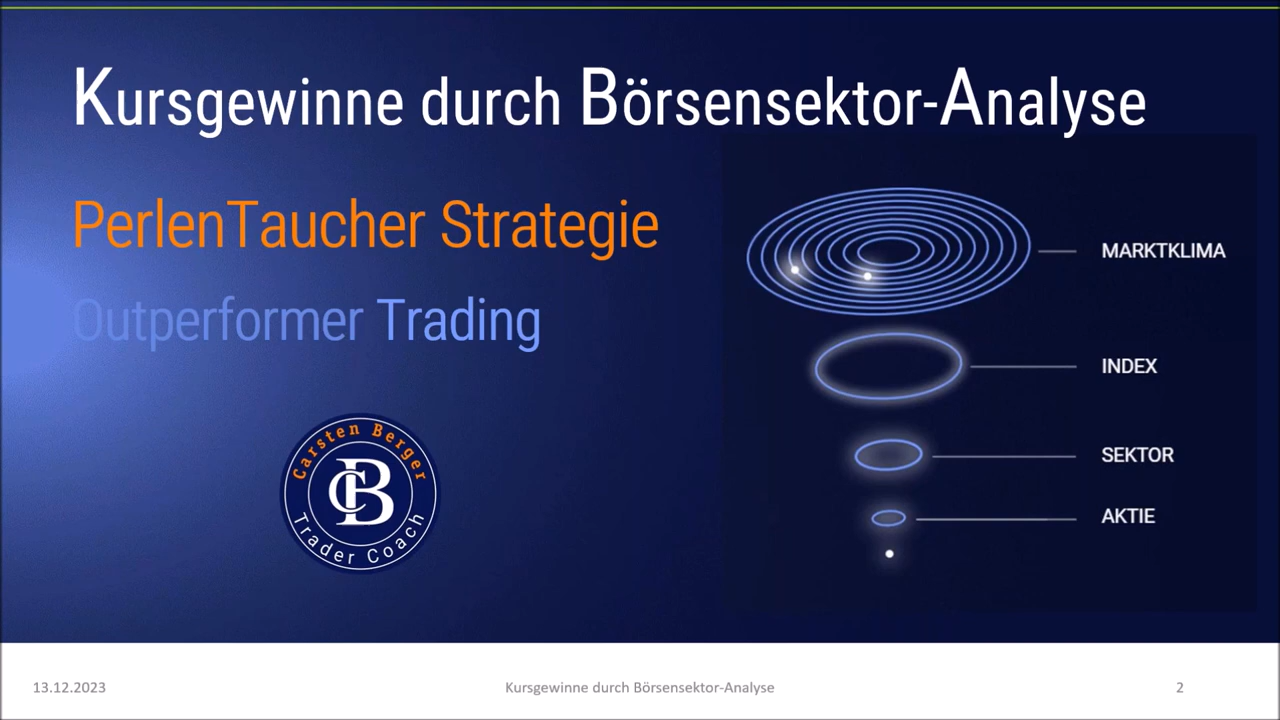 Kursgewinne durch Börsensektor-Analyse
PerlenTaucher Strategie
Outperformer Trading
MARKTKLIMA
INDEX
SEKTOR
AKTIE
Carsten Berger
CB
Trader Coach
13.12.2023
Kursgewinne durch Börsensektor-Analyse
2